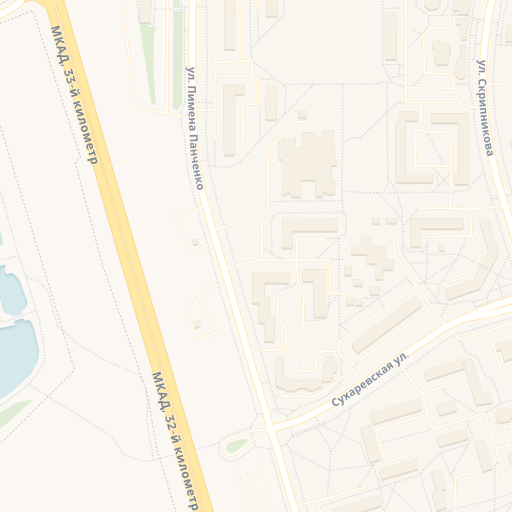 МКАД, 33-й километр
ул. Пимена Панченко
ул. Скрипникова
МКАД, 32-й километр
Сухаревская ул.